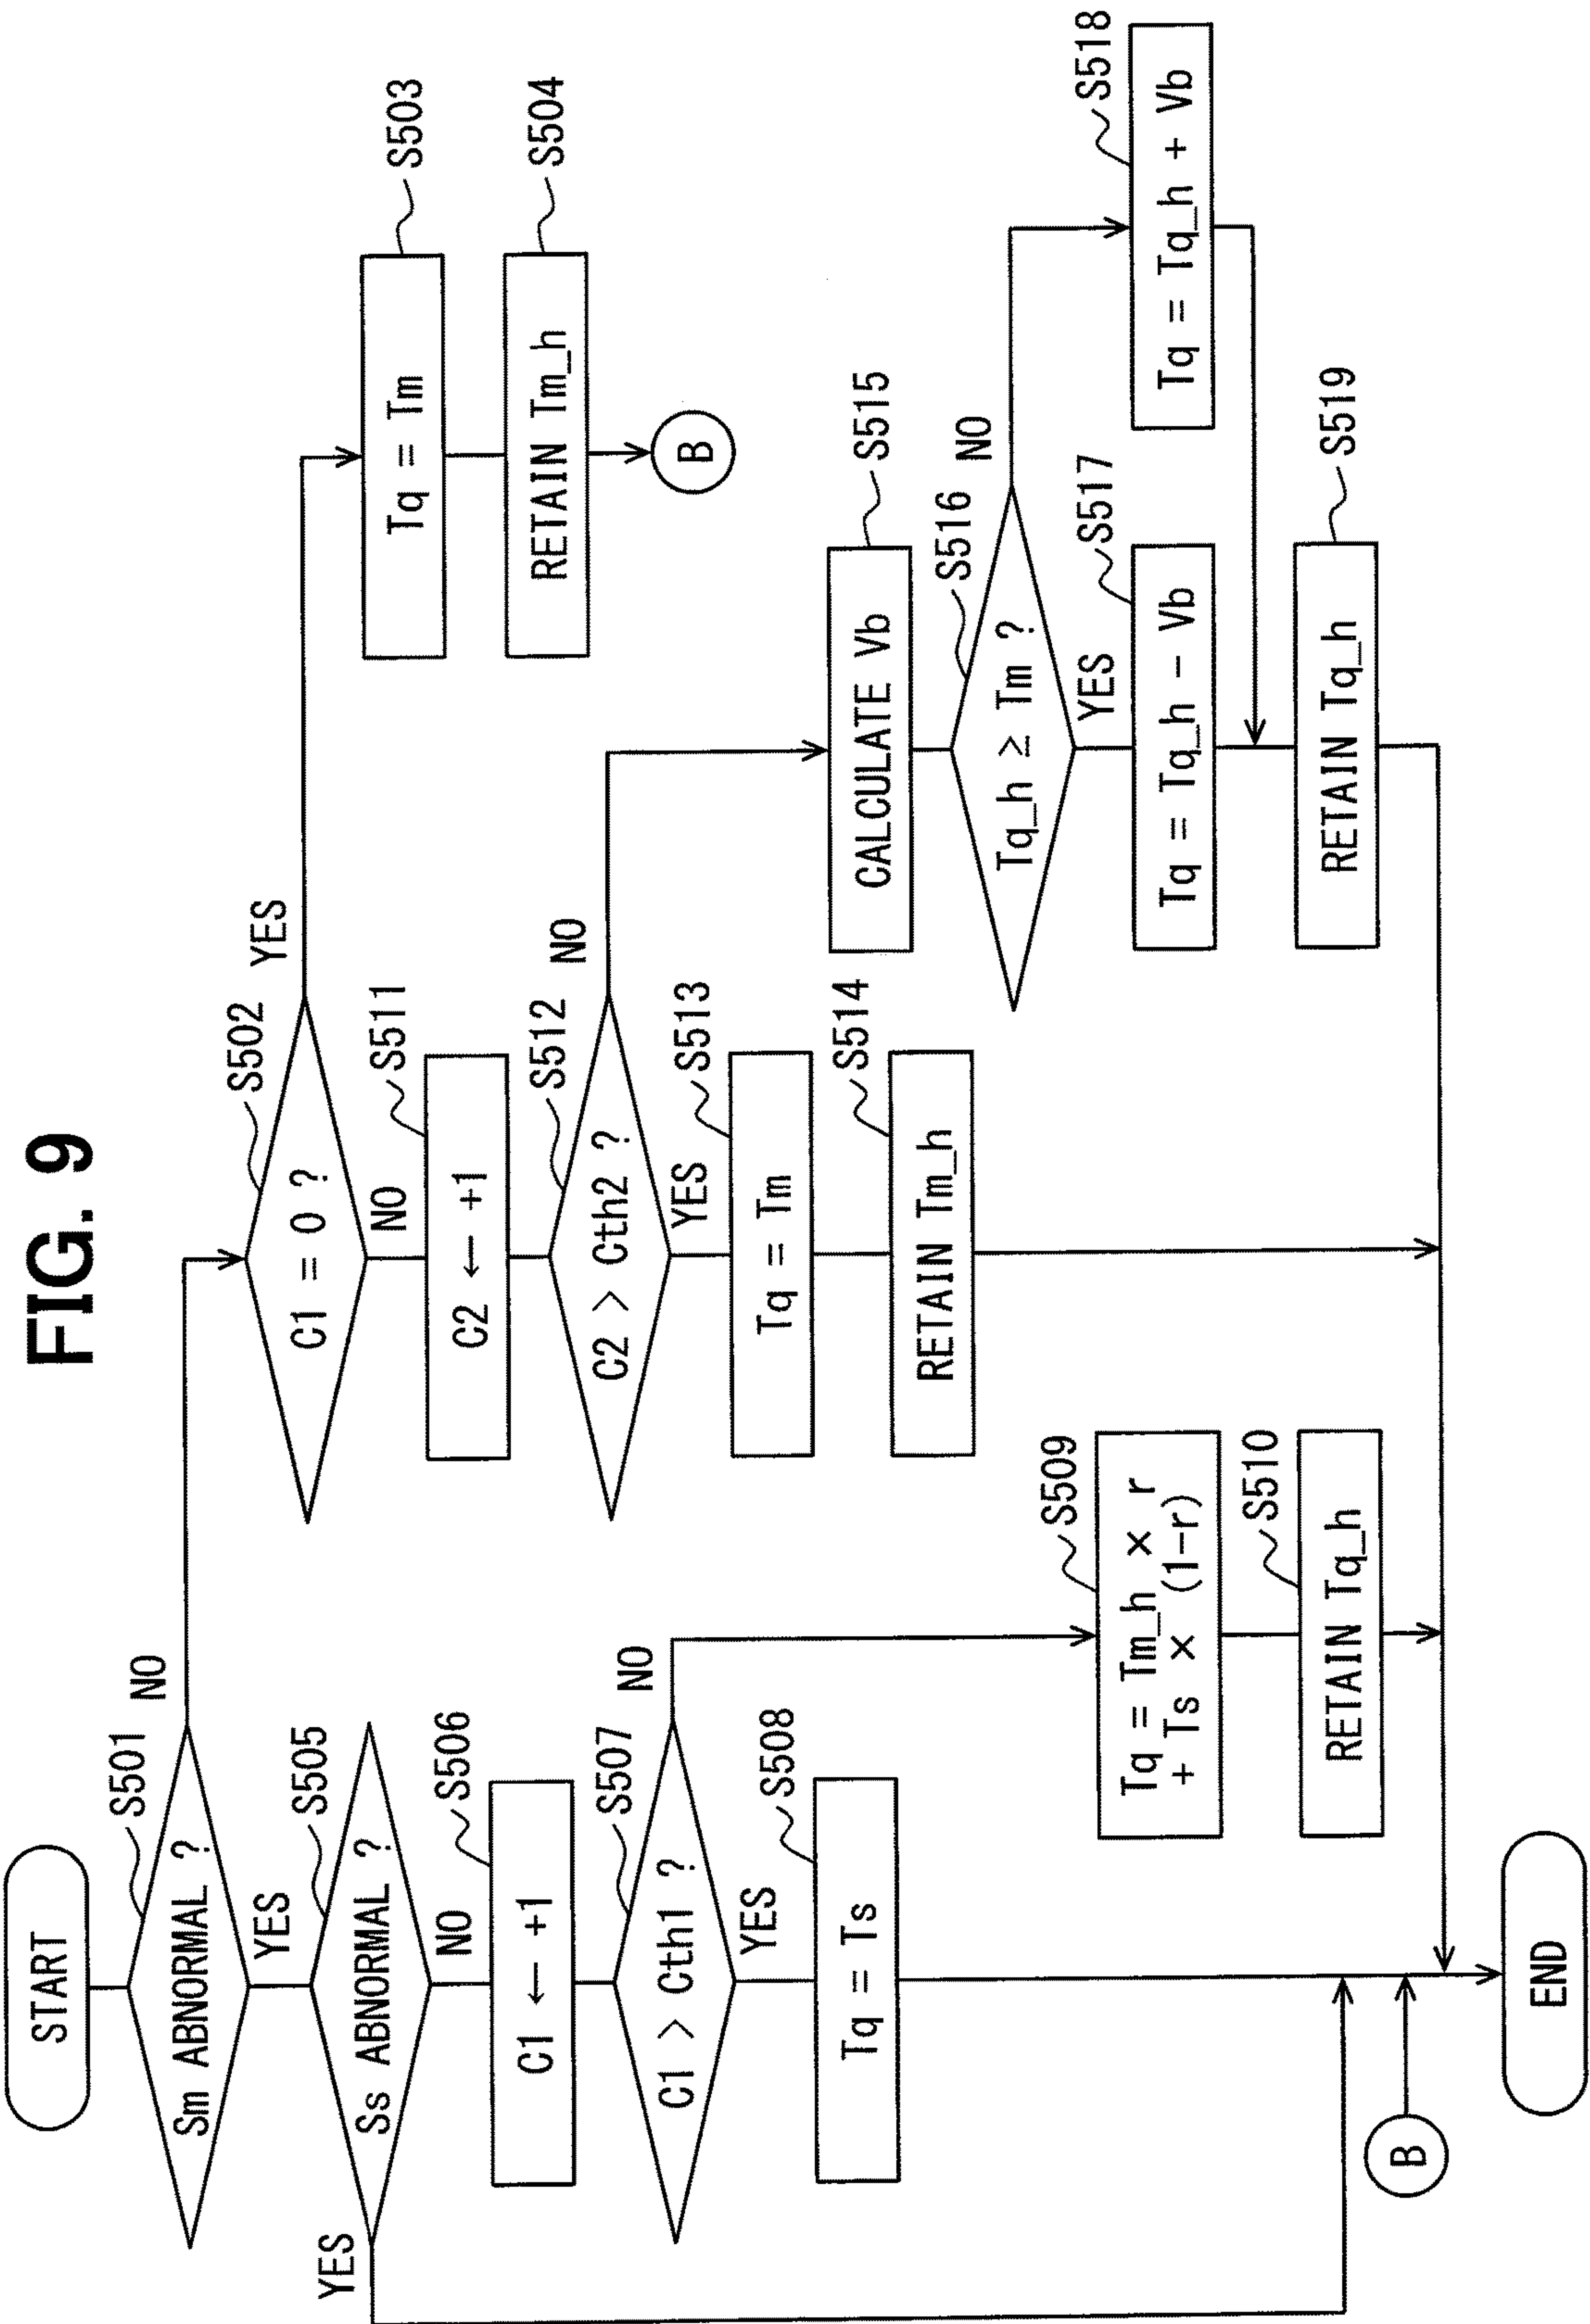 FIG. 9
START
S501
Sm ABNORMAL ?
NO
YES
S505
Ss ABNORMAL ?
YES
NO
S506
C1 ← +1
S507
C1 > Cth1 ?
NO
YES
S508
Tq = Ts
S509
Tq = Tm_h × r
+ Ts × (1-r)
S510
RETAIN Tq_h
S502
C1 = 0 ?
YES
NO
S511
C2 ← +1
S512
C2 > Cth2 ?
NO
YES
S513
Tq = Tm
S514
RETAIN Tm_h
S503
Tq = Tm
S504
RETAIN Tm_h
B
S515
CALCULATE Vb
S516
Tq_h ≥ Tm ?
NO
YES
S517
Tq = Tq_h − Vb
S518
Tq = Tq_h + Vb
S519
RETAIN Tq_h
B
END